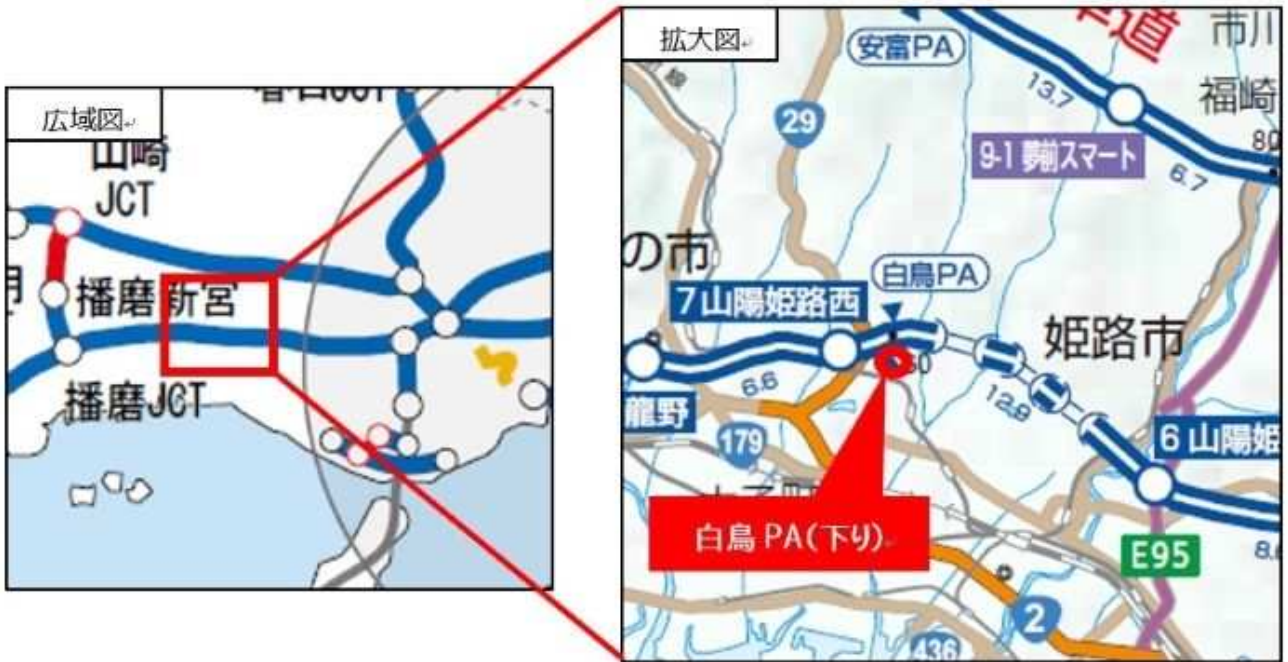 広域図
山崎
JCT
播磨新宮
播磨JCT
拡大図
安富PA
市川
福崎
29
13.7
9-1 夢前スマート
6.7
80
の市
白鳥PA
7山陽姫路西
姫路市
60
6.6
12.9
龍野
179
6 山陽姫
白鳥 PA(下り)
E95
2
436